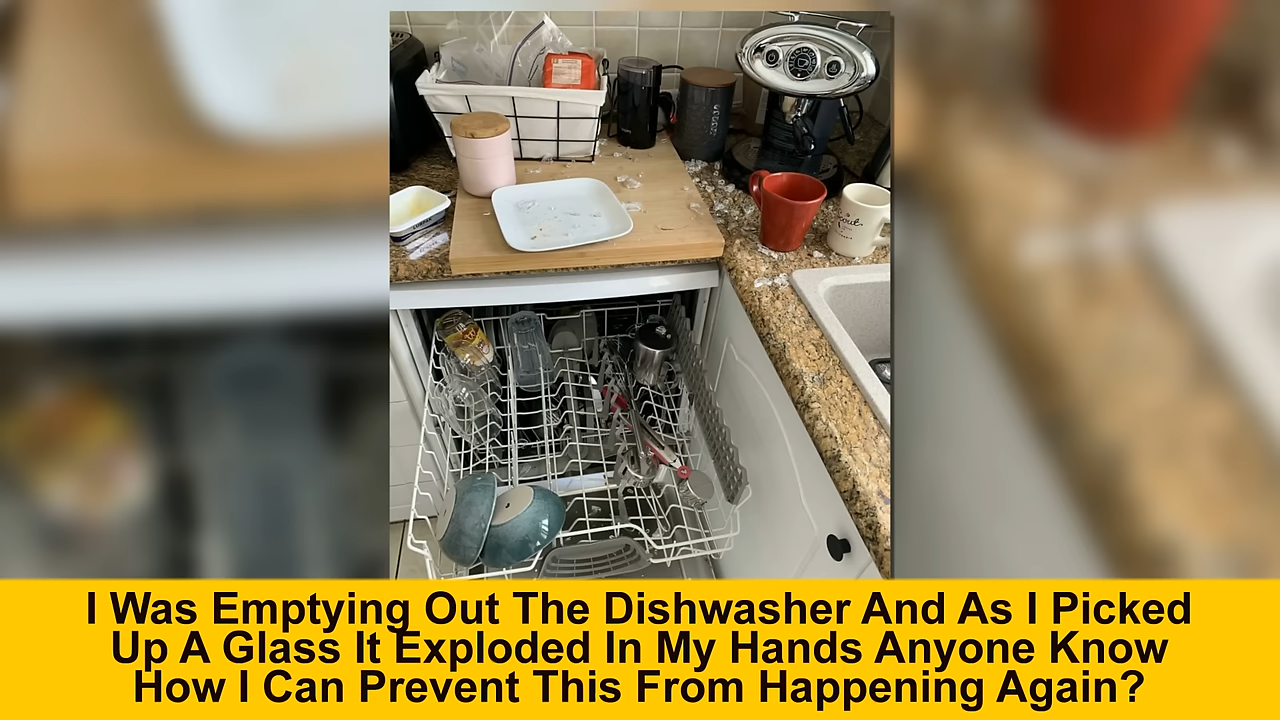 I Was Emptying Out The Dishwasher And As I Picked
Up A Glass It Exploded In My Hands Anyone Know
How I Can Prevent This From Happening Again?